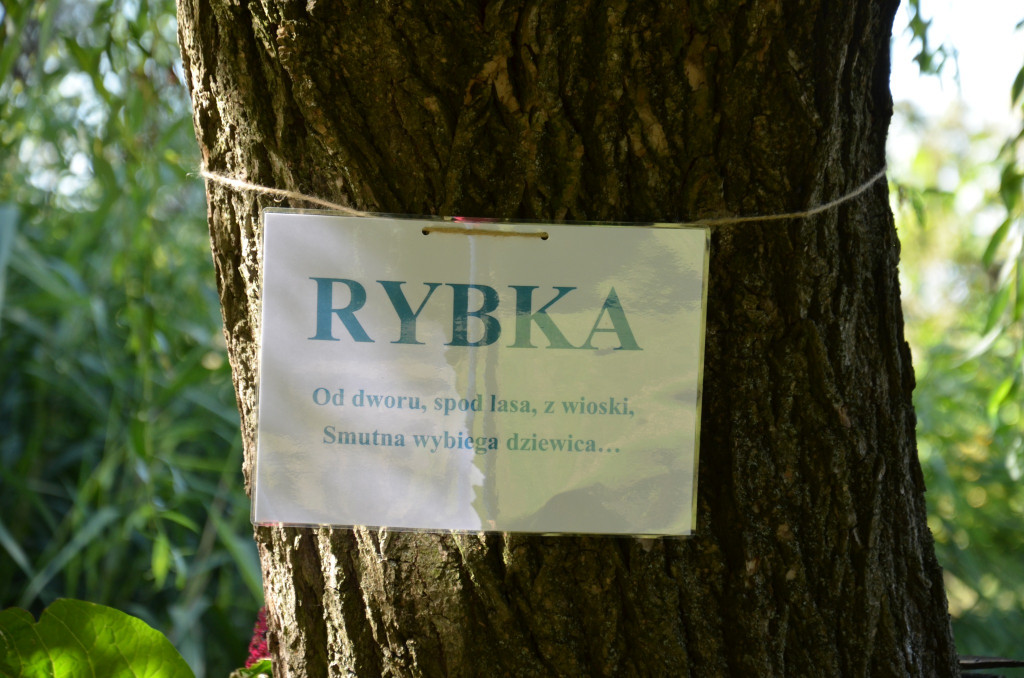 RYBKA
Od dworu, spod lasa, z wioski,
Smutna wybiega dziewica…